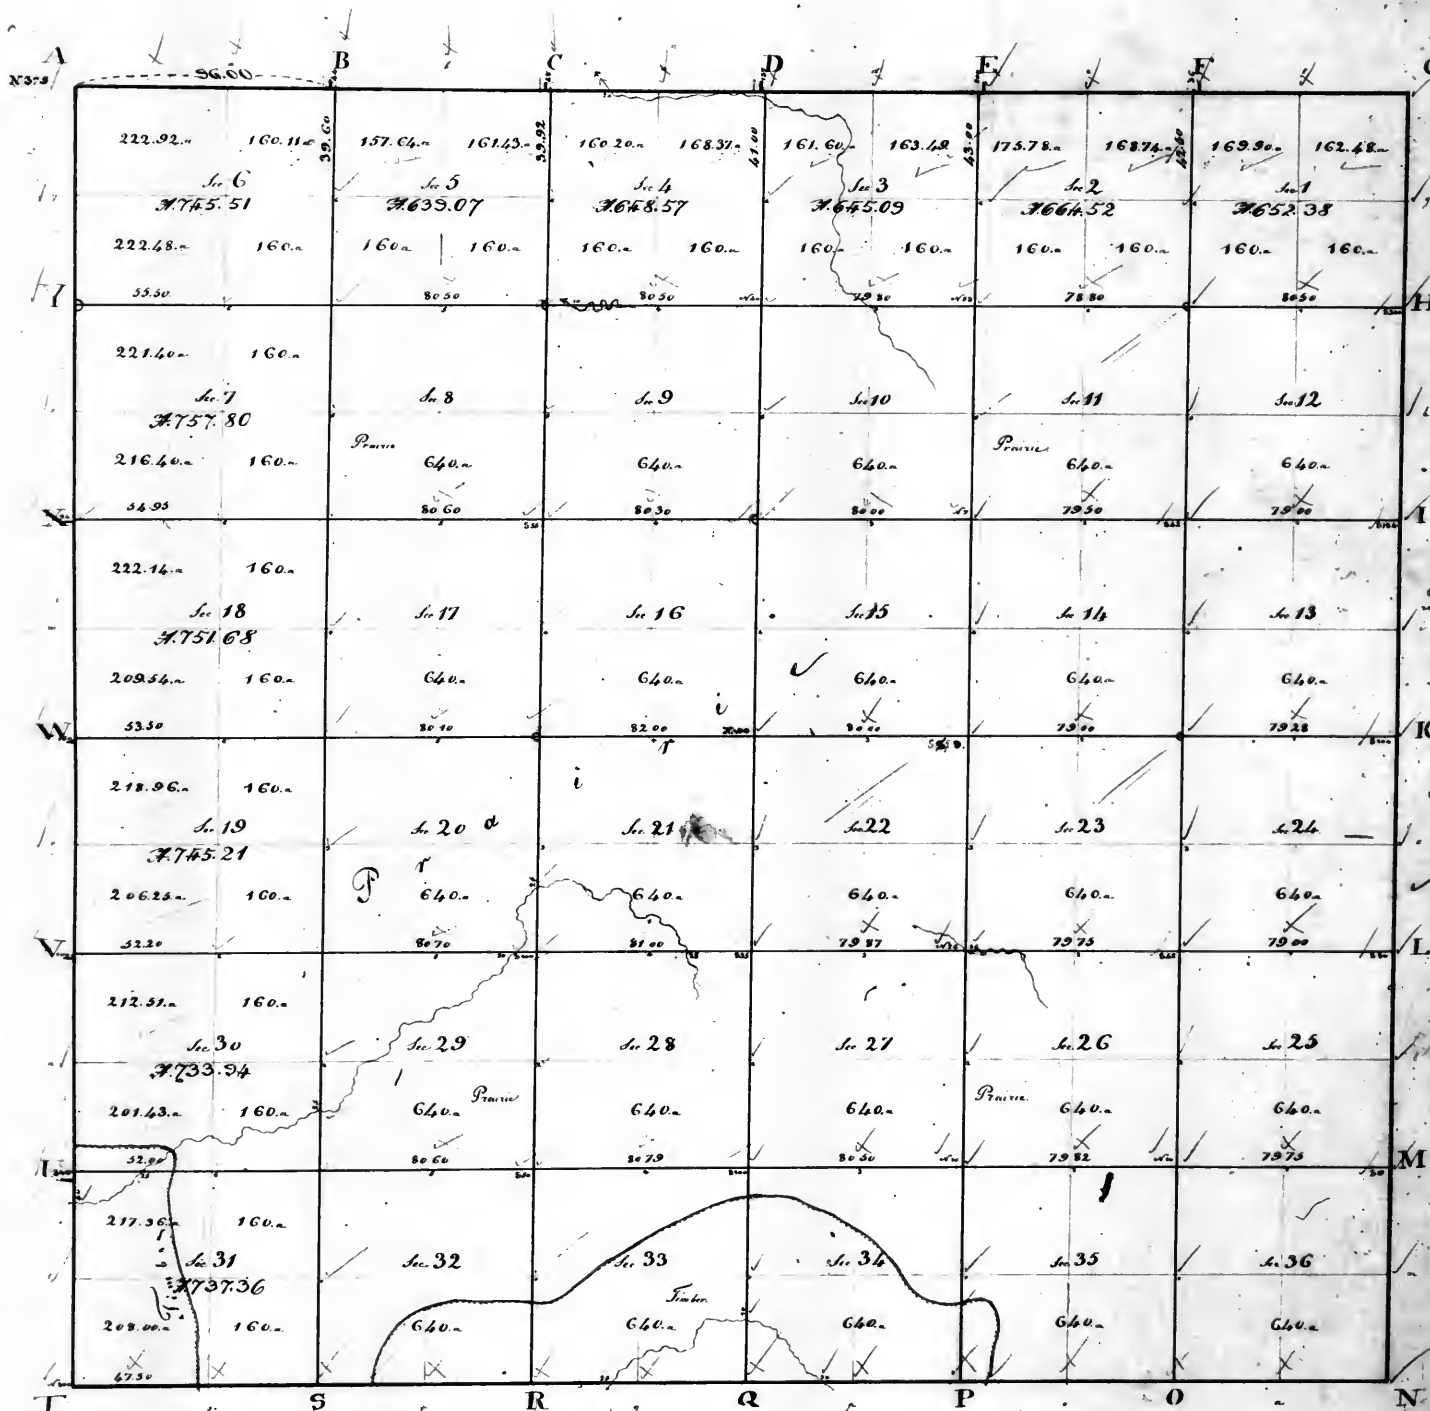 A B C D E F
96.00
39.60 39.92 41.00 43.00
222.92.a 160.11a 157.64.a 161.43.a 160.20.a 168.37.a 161.60.a 163.49 175.78.a 168.74.a 169.90.a 162.48.a
Sec 6 Sec 5 Sec 4 Sec 3 Sec 2 Sec 1
A.745.51 A.639.07 A.648.57 A.645.09 A.664.52 A.652.38
222.48.a 160.a 160a 160.a 160.a 160.a 160.a 160.a 160.a 160.a 160.a 160.a
55.50 80 50 80 50 79 80 78 80 80 50 H
221.40a 160.a
Sec 7 Sec 8 Sec 9 Sec 10 Sec 11 Sec 12
A.757.80
Prairie Prairie
216.40.a 160.a 640.a 640.a 640.a 640.a 640.a
X 54.95 80 60 80 30 80 00 79 50 79 00 I
222.14.a 160.a
Sec 18 Sec 17 Sec 16 Sec 15 Sec 14 Sec 13
A.751.68
209.54.a 160.a 640.a 640.a 640.a 640.a 640.a
W 53.50 80 10 82 00 80 00 79 00 79 28 K
218.96.a 160.a
Sec 19 Sec 20 Sec 21 Sec 22 Sec 23 Sec 24
A.745.21
Prairi
206.25.a 160.a 640.a 640.a 640.a 640.a 640a
V 52.20 80 70 81 00 79 87 79 75 79 00 L
212.51.a 160.a
Sec 30 Sec 29 Sec 28 Sec 27 Sec 26 Sec 25
A.733.94
Prairie Prairie
201.43.a 160.a 640.a 640.a 640.a 640.a 640.a
52.00 80 60 80 79 80 50 79 82 79 75 M
217.36.a 160.a
Sec 31 Sec 32 Sec 33 Sec 34 Sec 35 Sec 36
A.737.36
Timber Timber
208.00.a 160.a 640.a 640.a 640.a 640.a 640.a
47.50
T S R Q P O N